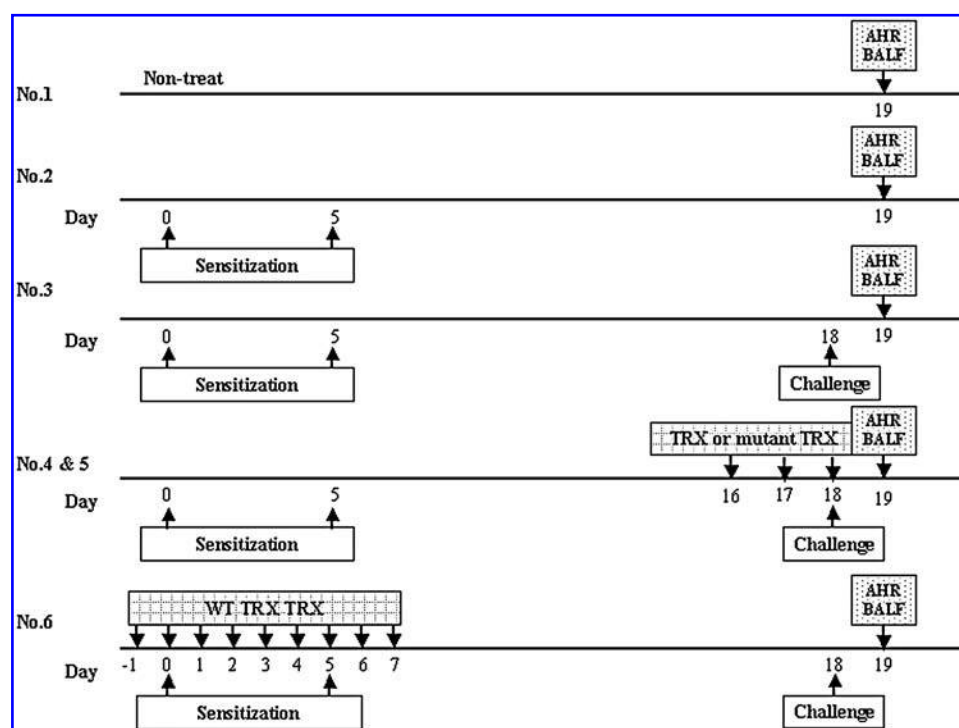 AHR
BALF
Non-treat
No.1
19
AHR
BALF
No.2
Day 0 5 19
Sensitization
AHR
BALF
No.3
Day 0 5 18 19
Sensitization Challenge
TRX or mutant TRX AHR
BALF
No.4 & 5
Day 0 5 16 17 18 19
Sensitization Challenge
WT TRX TRX AHR
BALF
No.6
Day -1 0 1 2 3 4 5 6 7 18 19
Sensitization Challenge